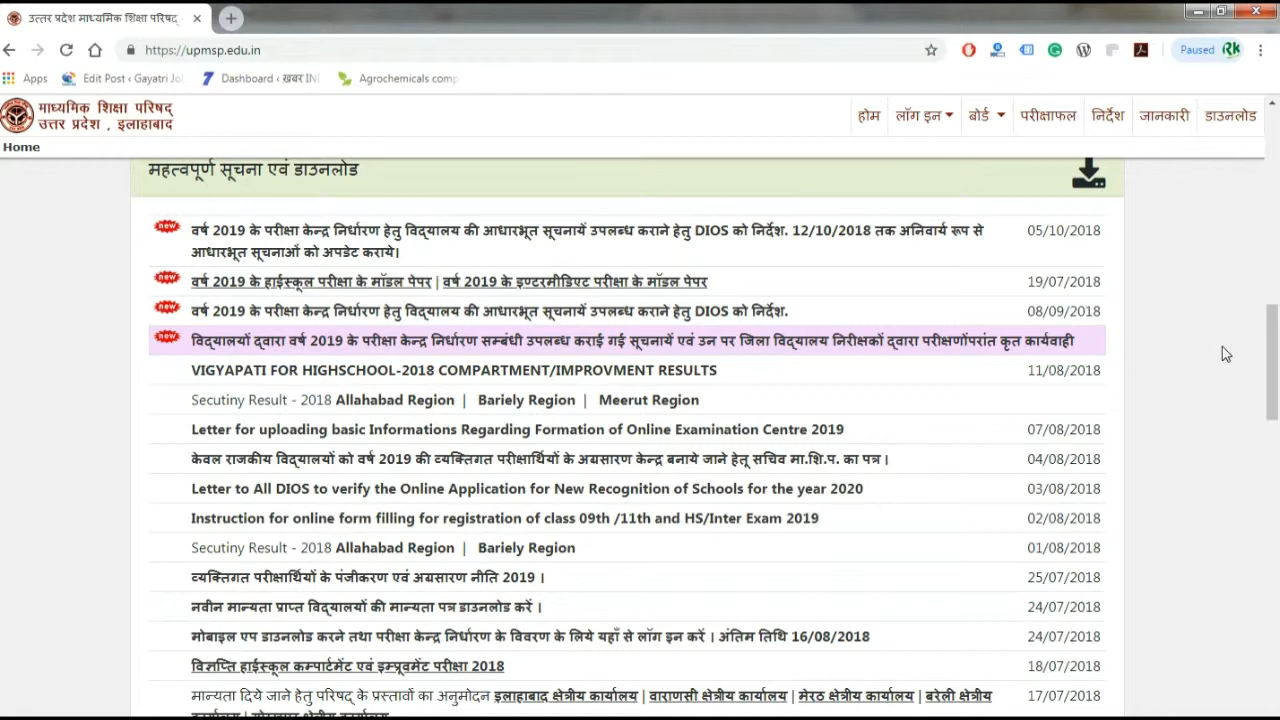 उत्तर प्रदेश माध्यमिक शिक्षा परिषद्
https://upmsp.edu.in
Paused
Apps
Edit Post ‹ Gayatri Jo
Dashboard ‹ ख़बर IN
Agrochemicals comp
माध्यमिक शिक्षा परिषद्
उत्तर प्रदेश , इलाहाबाद
होम
लॉग इन
बोर्ड
परीक्षाफल
निर्देश
जानकारी
डाउनलोड
Home
महत्वपूर्ण सूचना एवं डाउनलोड
new वर्ष 2019 के परीक्षा केन्द्र निर्धारण हेतु विद्यालय की आधारभूत सूचनायें उपलब्ध कराने हेतु DIOS को निर्देश. 12/10/2018 तक अनिवार्य रूप से 05/10/2018
आधारभूत सूचनाओं को अपडेट कराये।
new वर्ष 2019 के हाईस्कूल परीक्षा के मॉडल पेपर | वर्ष 2019 के इण्टरमीडिएट परीक्षा के मॉडल पेपर 19/07/2018
new वर्ष 2019 के परीक्षा केन्द्र निर्धारण हेतु विद्यालय की आधारभूत सूचनायें उपलब्ध कराने हेतु DIOS को निर्देश. 08/09/2018
new विद्यालयों द्वारा वर्ष 2019 के परीक्षा केन्द्र निर्धारण सम्बंधी उपलब्ध कराई गई सूचनायें एवं उन पर जिला विद्यालय निरीक्षकों द्वारा परीक्षणोंपरांत कृत कार्यवाही
VIGYAPATI FOR HIGHSCHOOL-2018 COMPARTMENT/IMPROVMENT RESULTS 11/08/2018
Secutiny Result - 2018 Allahabad Region | Bariely Region | Meerut Region
Letter for uploading basic Informations Regarding Formation of Online Examination Centre 2019 07/08/2018
केवल राजकीय विद्यालयों को वर्ष 2019 की व्यक्तिगत परीक्षार्थियों के अग्रसारण केन्द्र बनाये जाने हेतू सचिव मा.शि.प. का पत्र । 04/08/2018
Letter to All DIOS to verify the Online Application for New Recognition of Schools for the year 2020 03/08/2018
Instruction for online form filling for registration of class 09th /11th and HS/Inter Exam 2019 02/08/2018
Secutiny Result - 2018 Allahabad Region | Bariely Region 01/08/2018
व्यक्तिगत परीक्षार्थियों के पंजीकरण एवं अग्रसारण नीति 2019 । 25/07/2018
नवीन मान्यता प्राप्त विद्यालयों की मान्यता पत्र डाउनलोड करें । 24/07/2018
मोबाइल एप डाउनलोड करने तथा परीक्षा केन्द्र निर्धारण के विवरण के लिये यहाँ से लॉग इन करें । अंतिम तिथि 16/08/2018 24/07/2018
विज्ञप्ति हाईस्कूल कम्पार्टमेंट एवं इम्प्रूवमेंट परीक्षा 2018 18/07/2018
मान्यता दिये जाने हेतु परिषद् के प्रस्तावों का अनुमोदन इलाहाबाद क्षेत्रीय कार्यालय | वाराणसी क्षेत्रीय कार्यालय | मेरठ क्षेत्रीय कार्यालय | बरेली क्षेत्रीय 17/07/2018